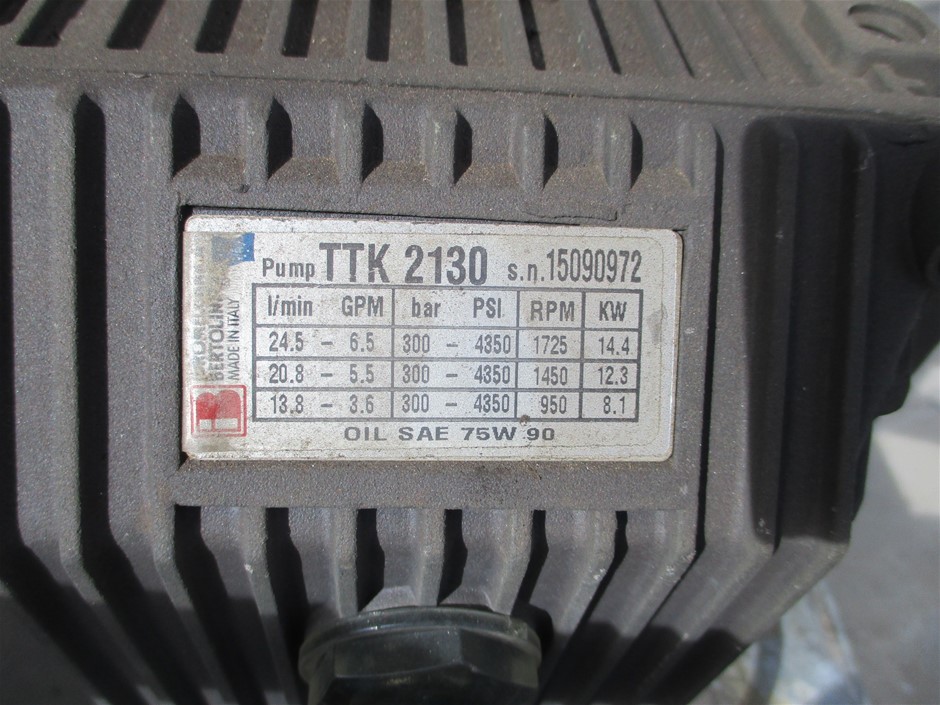 Pump TTK 2130 s.n. 15090972
l/min GPM bar PSI RPM KW
24.5 - 6.5 300 - 4350 1725 14.4
20.8 - 5.5 300 - 4350 1450 12.3
13.8 - 3.6 300 - 4350 950 8.1
OIL SAE 75W 90
BERTOLINI
MADE IN ITALY
B